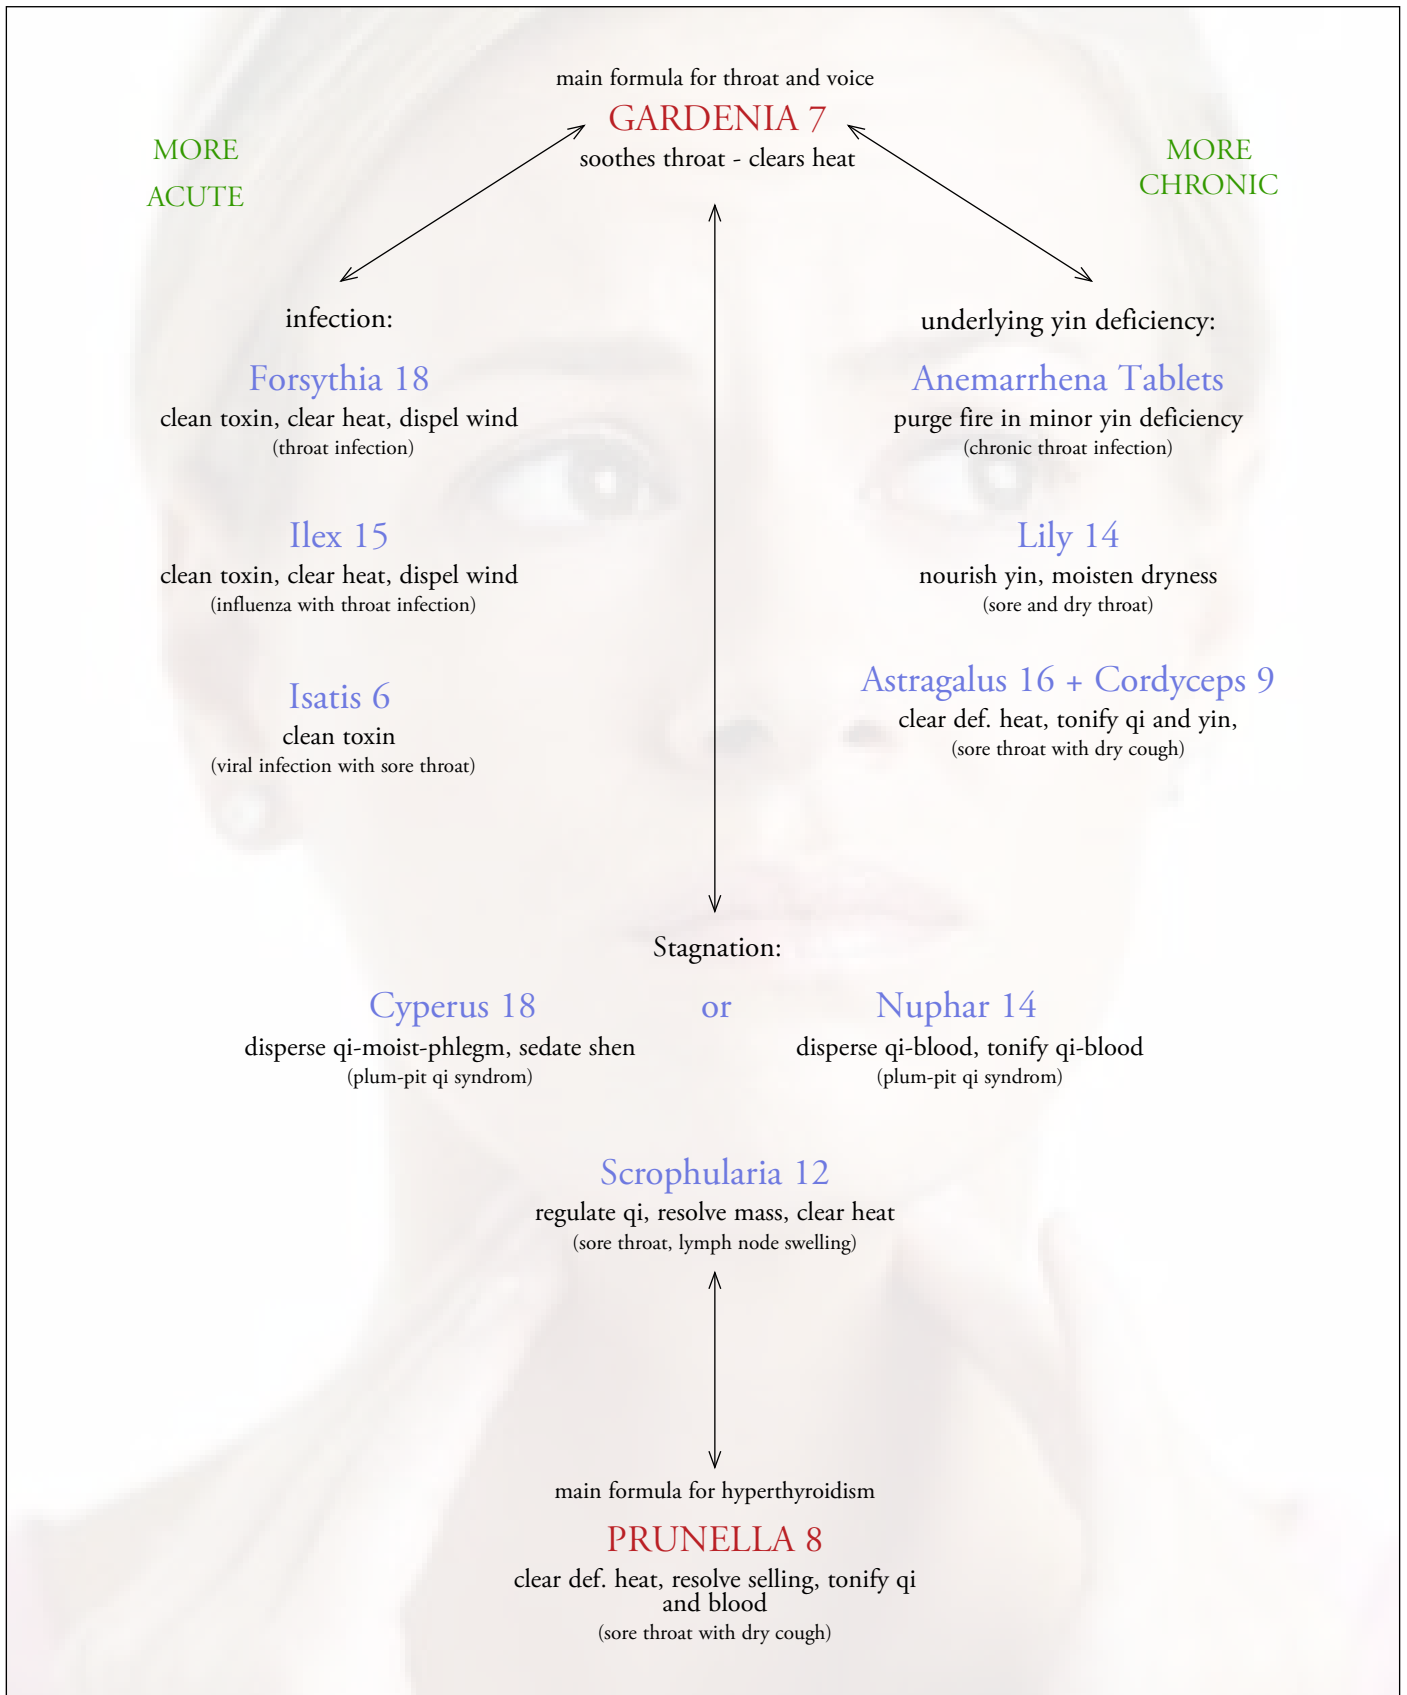 main formula for throat and voice
GARDENIA 7
soothes throat - clears heat
MORE
ACUTE
MORE
CHRONIC
infection:
Forsythia 18
clean toxin, clear heat, dispel wind
(throat infection)
Ilex 15
clean toxin, clear heat, dispel wind
(influenza with throat infection)
Isatis 6
clean toxin
(viral infection with sore throat)
underlying yin deficiency:
Anemarrhena Tablets
purge fire in minor yin deficiency
(chronic throat infection)
Lily 14
nourish yin, moisten dryness
(sore and dry throat)
Astragalus 16 + Cordyceps 9
clear def. heat, tonify qi and yin,
(sore throat with dry cough)
Stagnation:
Cyperus 18 or Nuphar 14
disperse qi-moist-phlegm, sedate shen
(plum-pit qi syndrom)
disperse qi-blood, tonify qi-blood
(plum-pit qi syndrom)
Scrophularia 12
regulate qi, resolve mass, clear heat
(sore throat, lymph node swelling)
main formula for hyperthyroidism
PRUNELLA 8
clear def. heat, resolve selling, tonify qi
and blood
(sore throat with dry cough)